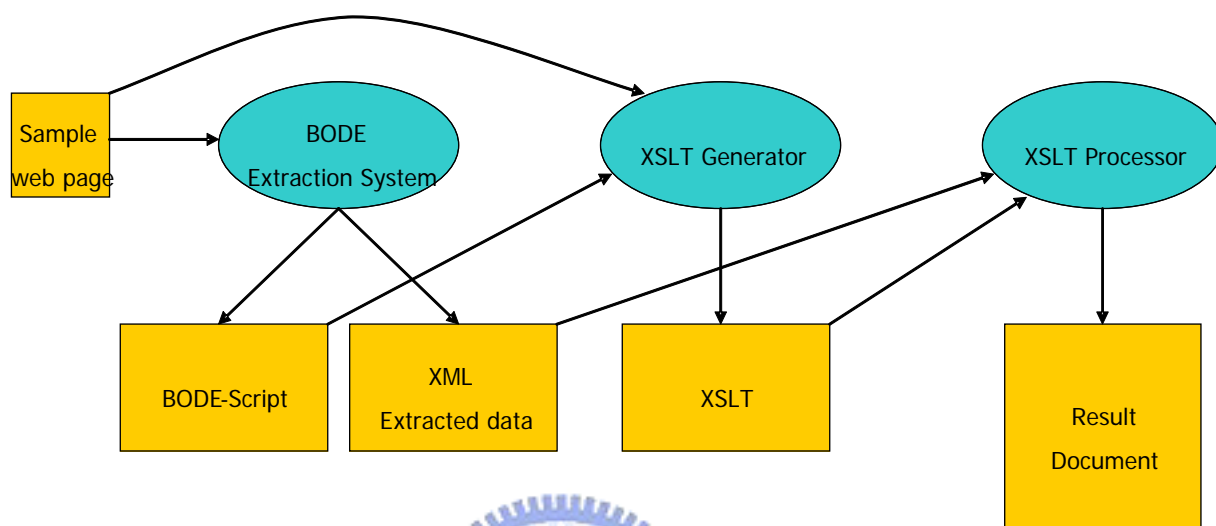 Sample
web page
BODE
Extraction System
XSLT Generator
XSLT Processor
BODE-Script
XML
Extracted data
XSLT
Result
Document